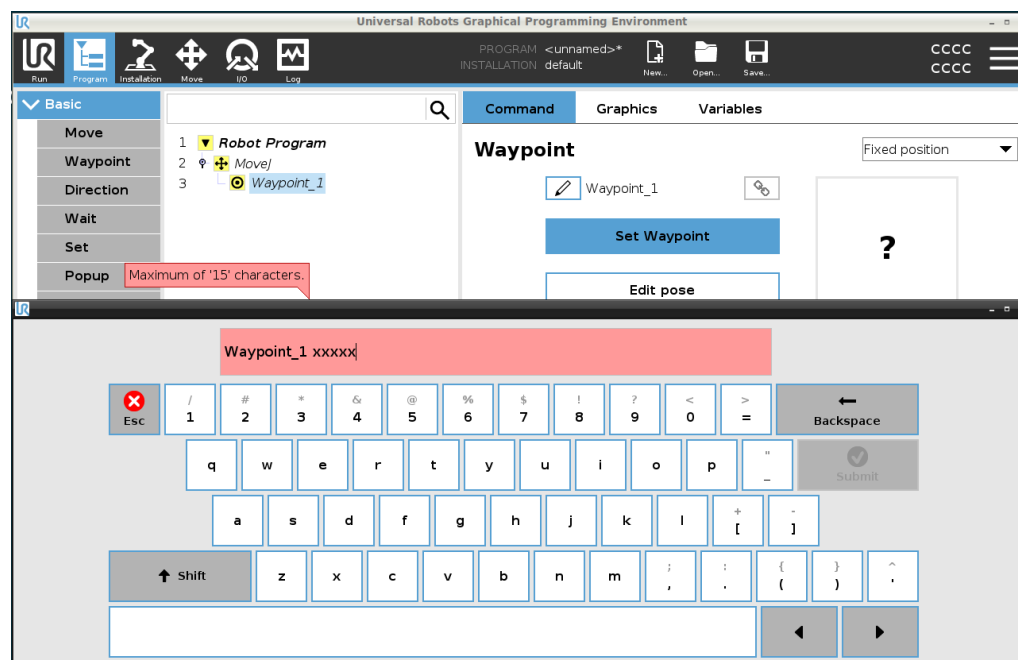 UR
Universal Robots Graphical Programming Environment
UR
Run
Program
Installation
Move
I/O
Log
PROGRAM <unnamed>*
INSTALLATION default
New...
Open...
Save...
CCCC
CCCC
Basic
Move
Waypoint
Direction
Wait
Set
Popup
1 Robot Program
2 MoveJ
3 Waypoint_1
Maximum of '15' characters.
Command Graphics Variables
Waypoint
Fixed position
Waypoint_1
Set Waypoint
?
Edit pose
UR
Waypoint_1 xxxxx
/ # * & @ % $ ! ? < >
Esc 1 2 3 4 5 6 7 8 9 0 = Backspace
"
q w e r t y u i o p _ Submit
+ -
a s d f g h j k l [ ]
; : { } ^
Shift z x c v b n m , . ( ) '